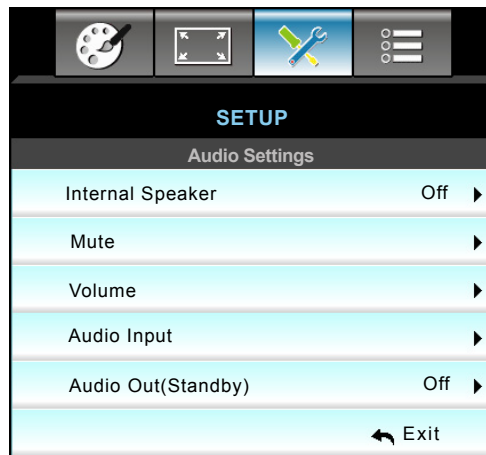 SETUP
Audio Settings
Internal Speaker Off
Mute
Volume
Audio Input
Audio Out(Standby) Off
Exit